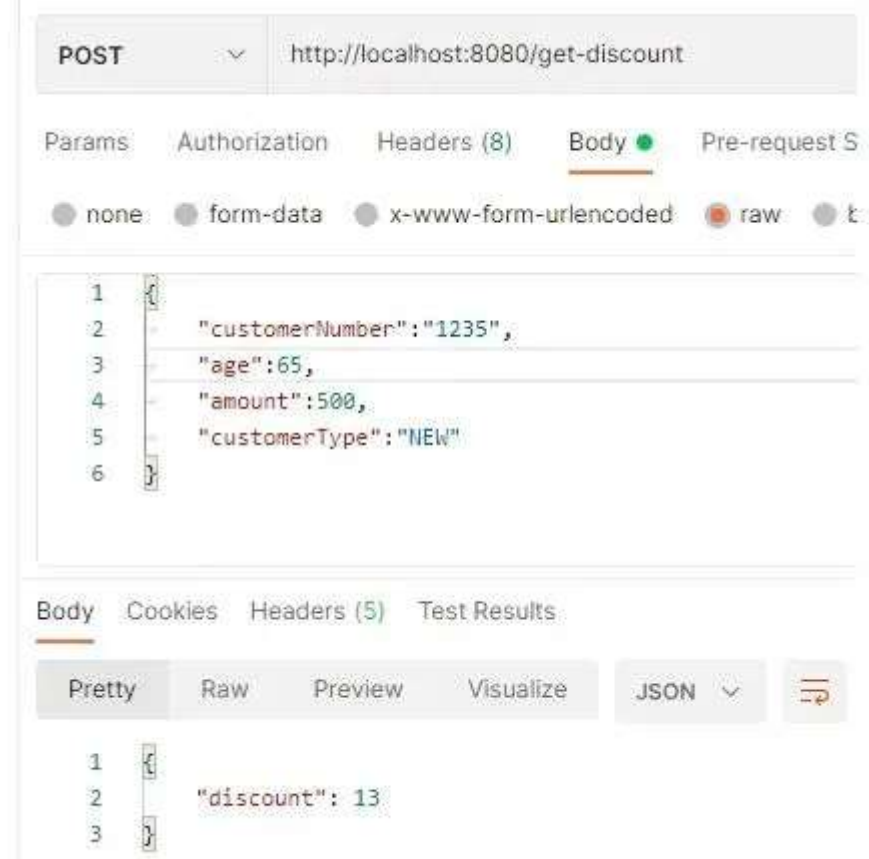 POST http://localhost:8080/get-discount
Params Authorization Headers (8) Body Pre-request S
none form-data x-www-form-urlencoded raw b
1 {
2 "customerNumber":"1235",
3 "age":65,
4 "amount":500,
5 "customerType":"NEW"
6 }
Body Cookies Headers (5) Test Results
Pretty Raw Preview Visualize JSON
1 {
2 "discount": 13
3 }